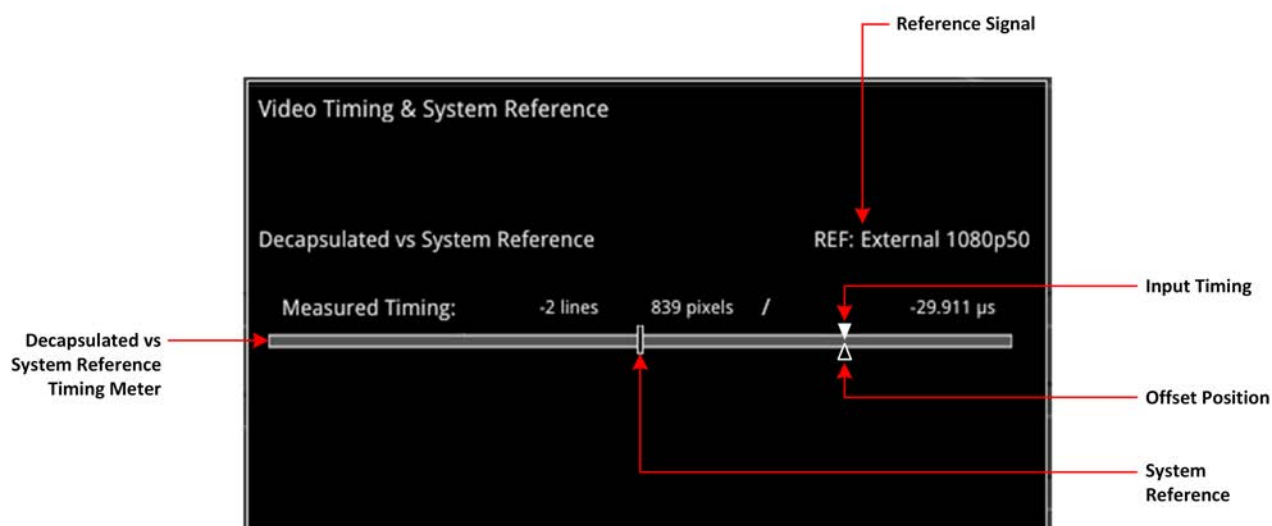 Reference Signal
Video Timing & System Reference
Decapsulated vs System Reference
REF: External 1080p50
Input Timing
Measured Timing: -2 lines 839 pixels / -29.911 µs
Decapsulated vs
System Reference
Timing Meter
Offset Position
System
Reference